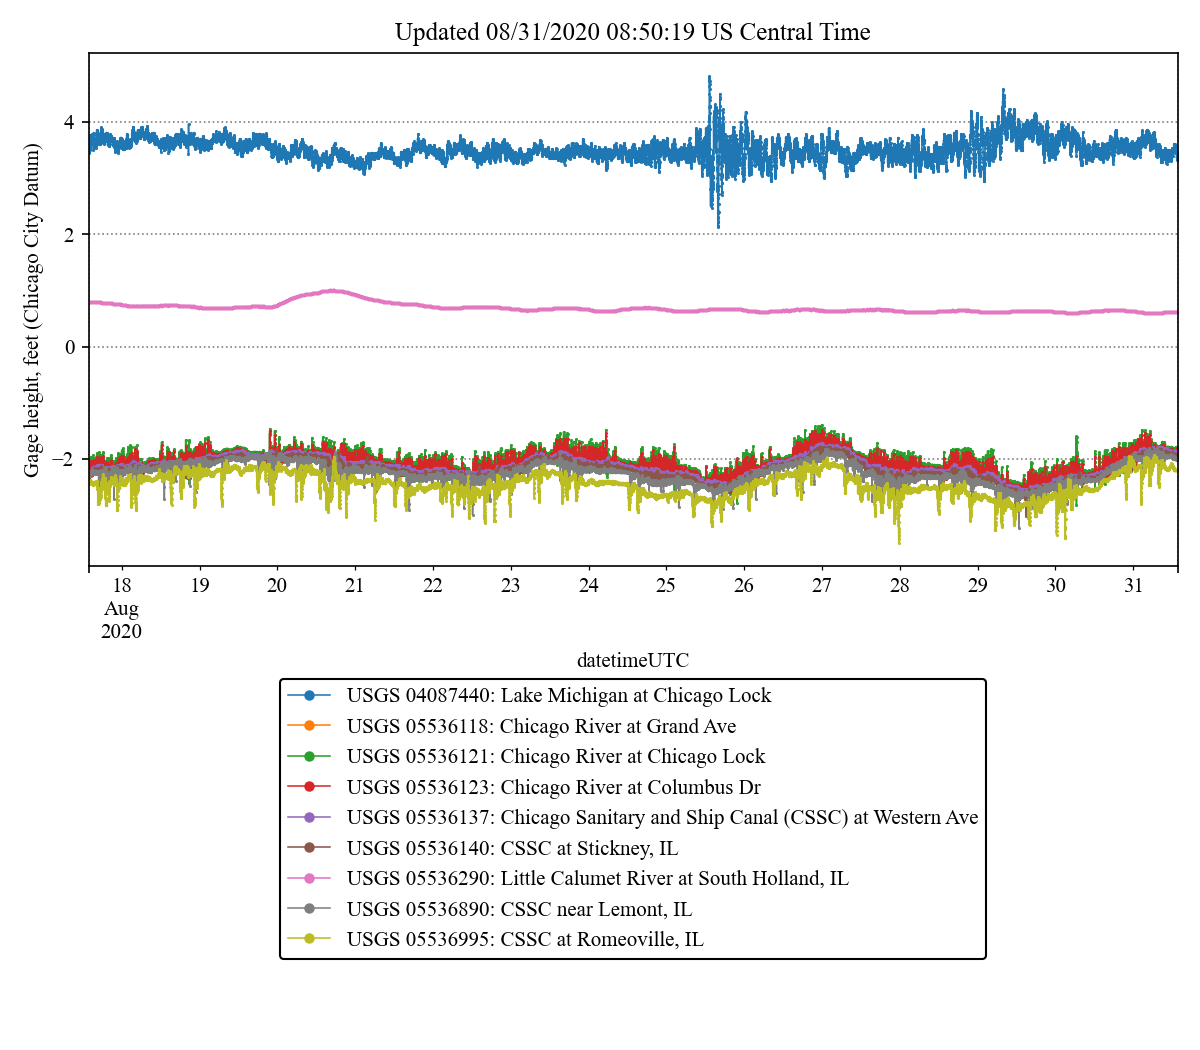 Updated 08/31/2020 08:50:19 US Central Time
Gage height, feet (Chicago City Datum)
4
2
0
−2
18 19 20 21 22 23 24 25 26 27 28 29 30 31
Aug
2020
datetimeUTC
USGS 04087440: Lake Michigan at Chicago Lock
USGS 05536118: Chicago River at Grand Ave
USGS 05536121: Chicago River at Chicago Lock
USGS 05536123: Chicago River at Columbus Dr
USGS 05536137: Chicago Sanitary and Ship Canal (CSSC) at Western Ave
USGS 05536140: CSSC at Stickney, IL
USGS 05536290: Little Calumet River at South Holland, IL
USGS 05536890: CSSC near Lemont, IL
USGS 05536995: CSSC at Romeoville, IL